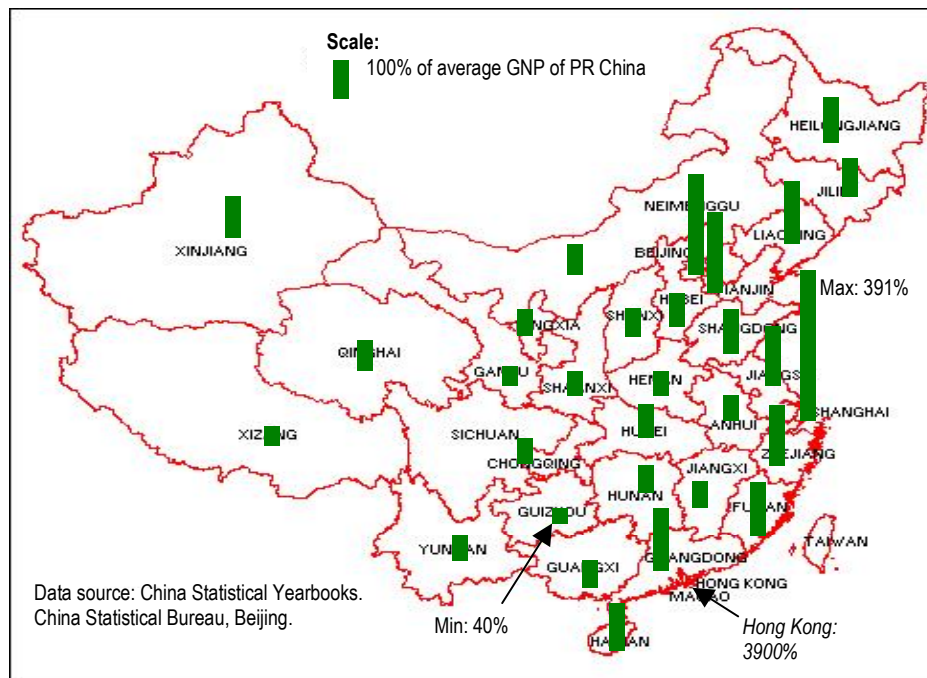 Scale:
100% of average GNP of PR China
HEILONGJIANG
JILIN
NEIMENGGU
LIAONING
XINJIANG
BEIJING
TIANJIN
Max: 391%
HEBEI
NINGXIA
SHANXI
SHANGDONG
QINGHAI
GANSU
SHAANXI
HENAN
JIANGSU
SHANGHAI
XIZANG
SICHUAN
HUBEI
ANHUI
CHONGQING
ZHEJIANG
JIANGXI
HUNAN
GUIZHOU
FUJIAN
YUNNAN
GUANGXI
GUANGDONG
TAIWAN
HONG KONG
MACAO
Data source: China Statistical Yearbooks.
China Statistical Bureau, Beijing.
Min: 40%
HAINAN
Hong Kong:
3900%